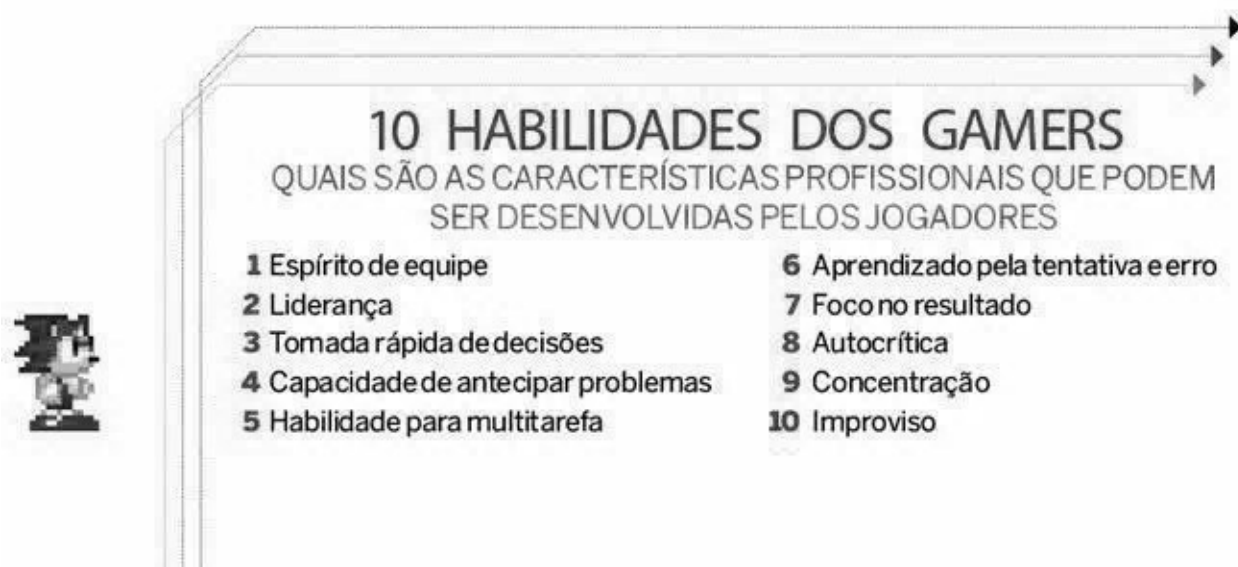 10 HABILIDADES DOS GAMERS
QUAIS SÃO AS CARACTERÍSTICAS PROFISSIONAIS QUE PODEM
SER DESENVOLVIDAS PELOS JOGADORES
1 Espírito de equipe
2 Liderança
3 Tomada rápida de decisões
4 Capacidade de antecipar problemas
5 Habilidade para multitarefa
6 Aprendizado pela tentativa e erro
7 Foco no resultado
8 Autocrítica
9 Concentração
10 Improviso